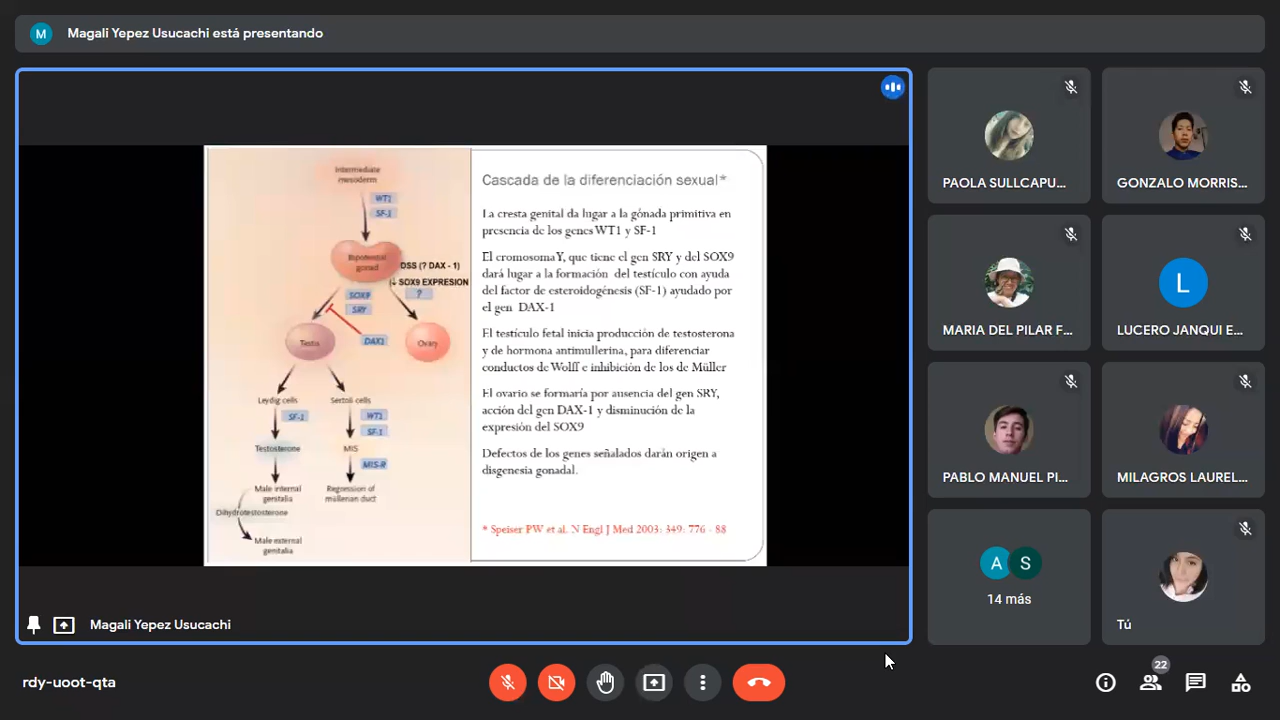 M
Magali Yepez Usucachi está presentando
Intermediate
mesoderm
WT1
SF-1
Bipotential
gonad
DSS (? DAX - 1)
↓ SOX9 EXPRESION
?
SOX9
SRY
DAX1
Testis
Ovary
Leydig cells
Sertoli cells
SF-1
WT1
SF-1
Testosterone
MIS
MIS-R
Male internal
genitalia
Regression of
müllerian duct
Dihydrotestosterone
Male external
genitalia
Cascada de la diferenciación sexual*
La cresta genital da lugar a la gónada primitiva en
presencia de los genes WT1 y SF-1
El cromosoma Y, que tiene el gen SRY y del SOX9
dará lugar a la formación del testículo con ayuda
del factor de esteroidogénesis (SF-1) ayudado por
el gen DAX-1
El testículo fetal inicia producción de testosterona
y de hormona antimullerina, para diferenciar
conductos de Wolff e inhibición de los de Müller
El ovario se formaría por ausencia del gen SRY,
acción del gen DAX-1 y disminución de la
expresión del SOX9
Defectos de los genes señalados darán origen a
disgenesia gonadal.
* Speiser PW et al. N Engl J Med 2003: 349: 776 - 88
Magali Yepez Usucachi
PAOLA SULLCAPU...
GONZALO MORRIS...
MARIA DEL PILAR F...
L
LUCERO JANQUI E...
PABLO MANUEL PI...
MILAGROS LAUREL...
A S
14 más
Tú
rdy-uoot-qta
22